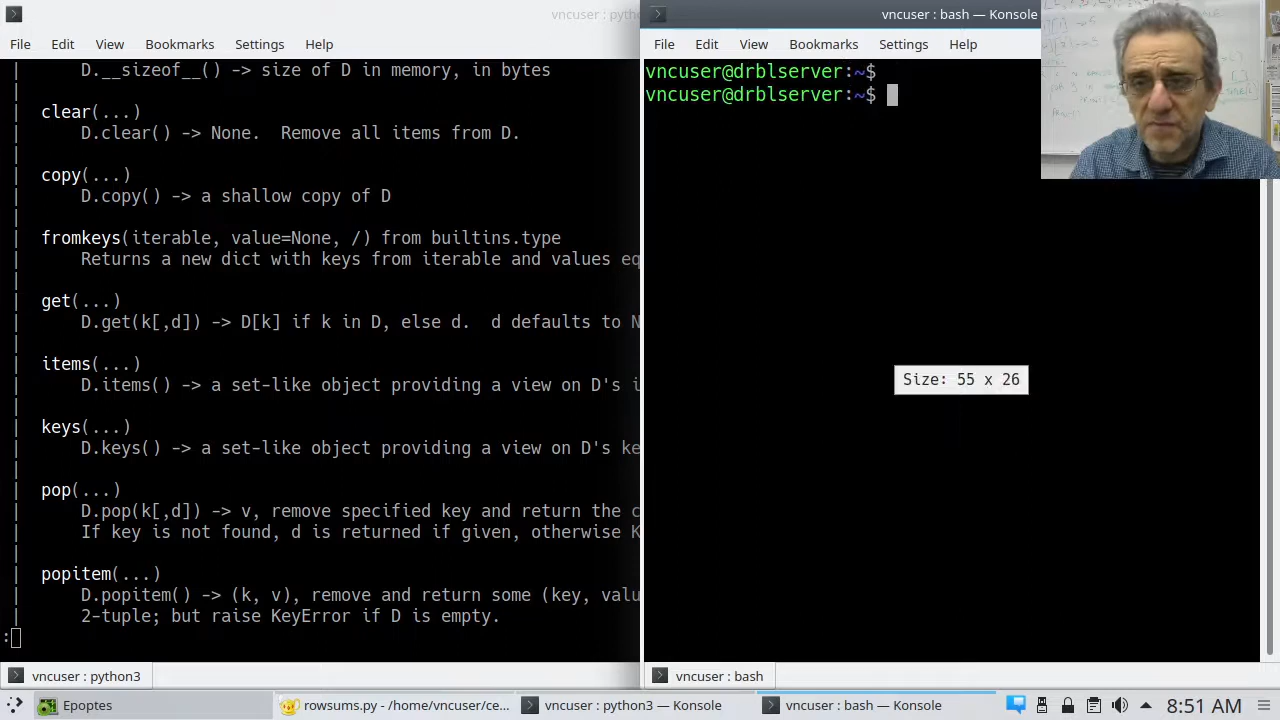 vncuser : pytho
File Edit View Bookmarks Settings Help
| D.__sizeof__() -> size of D in memory, in bytes
|
| clear(...)
| D.clear() -> None.  Remove all items from D.
|
| copy(...)
| D.copy() -> a shallow copy of D
|
| fromkeys(iterable, value=None, /) from builtins.type
| Returns a new dict with keys from iterable and values eq
|
| get(...)
| D.get(k[,d]) -> D[k] if k in D, else d.  d defaults to N
|
| items(...)
| D.items() -> a set-like object providing a view on D's i
|
| keys(...)
| D.keys() -> a set-like object providing a view on D's ke
|
| pop(...)
| D.pop(k[,d]) -> v, remove specified key and return the c
| If key is not found, d is returned if given, otherwise K
|
| popitem(...)
| D.popitem() -> (k, v), remove and return some (key, valu
| 2-tuple; but raise KeyError if D is empty.
:
vncuser : python3
vncuser : bash — Konsole
File Edit View Bookmarks Settings Help
vncuser@drblserver:~$
vncuser@drblserver:~$
Size: 55 x 26
vncuser : bash
Epoptes
rowsums.py - /home/vncuser/ce...
vncuser : python3 — Konsole
vncuser : bash — Konsole
8:51 AM